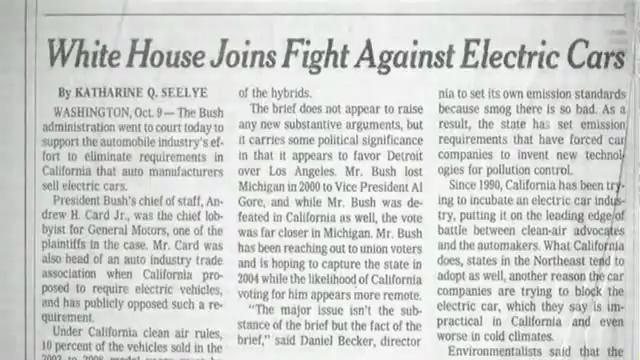 White House Joins Fight Against Electric Cars
By KATHARINE Q. SEELYE
WASHINGTON, Oct. 9 — The Bush
administration went to court today to
support the automobile industry's ef-
fort to eliminate requirements in
California that auto manufacturers
sell electric cars.
President Bush's chief of staff, An-
drew H. Card Jr., was the chief lob-
byist for General Motors, one of the
plaintiffs in the case. Mr. Card was
also head of an auto industry trade
association when California pro-
posed to require electric vehicles,
and has publicly opposed such a re-
quirement.
Under California clean air rules,
10 percent of the vehicles sold in the
of the hybrids.
The brief does not appear to raise
any new substantive arguments, but
it carries some political significance
in that it appears to favor Detroit
over Los Angeles. Mr. Bush lost
Michigan in 2000 to Vice President Al
Gore, and while Mr. Bush was de-
feated in California as well, the vote
was far closer in Michigan. Mr. Bush
has been reaching out to union voters
and is hoping to capture the state in
2004 while the likelihood of California
voting for him appears more remote.
"The major issue isn't the sub-
stance of the brief but the fact of the
brief," said Daniel Becker, director
nia to set its own emission standards
because smog there is so bad. As a
result, the state has set emission
requirements that have forced car
companies to invent new technol-
ogies for pollution control.
Since 1990, California has been try-
ing to incubate an electric car indus-
try, putting it on the leading edge of
battle between clean-air advocates
and the automakers. What California
does, states in the Northeast tend to
adopt as well, another reason the car
companies are trying to block the
electric car, which they say is im-
practical in California and even
worse in cold climates.
Environmentalists said that the